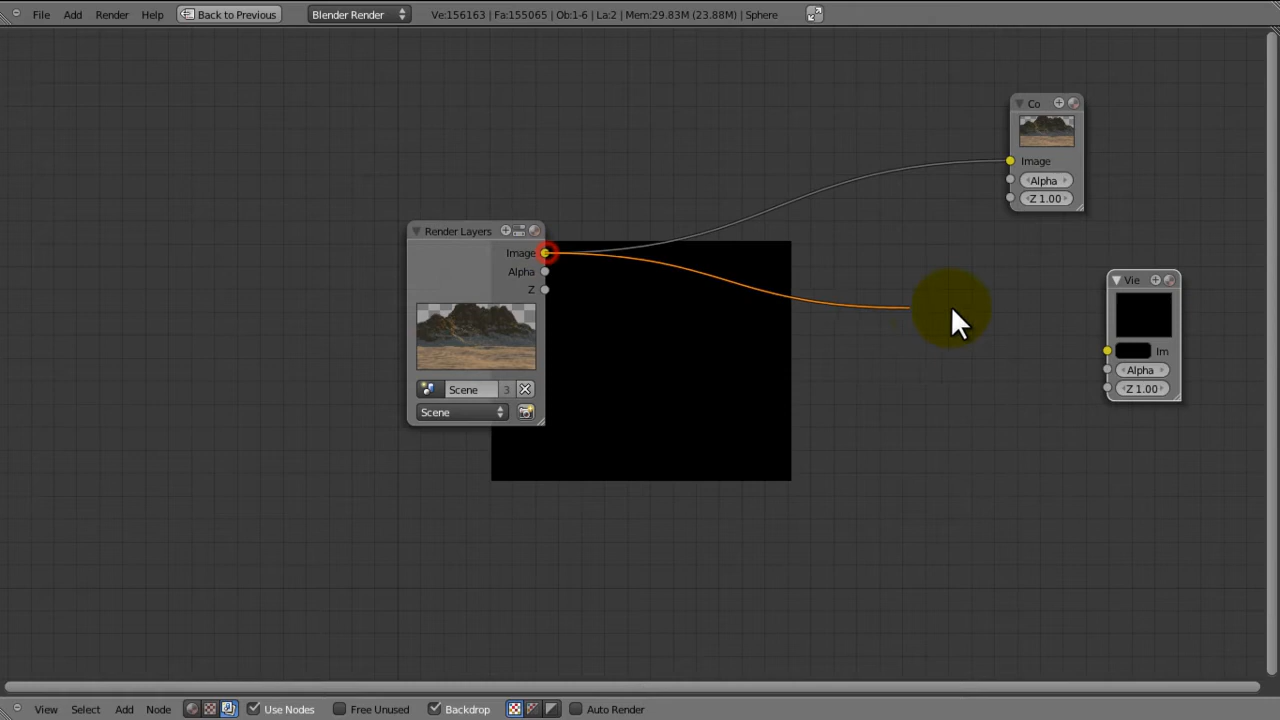 File Add Render Help Back to Previous Blender Render Ve:156163 | Fa:155065 | Ob:1-6 | La:2 | Mem:29.83M (23.88M) | Sphere
Co
Image
Alpha
Z 1.00
Render Layers
Image
Alpha
Z
Scene 3
Scene
Vie
Im
Alpha
Z 1.00
View Select Add Node Use Nodes Free Unused Backdrop Auto Render